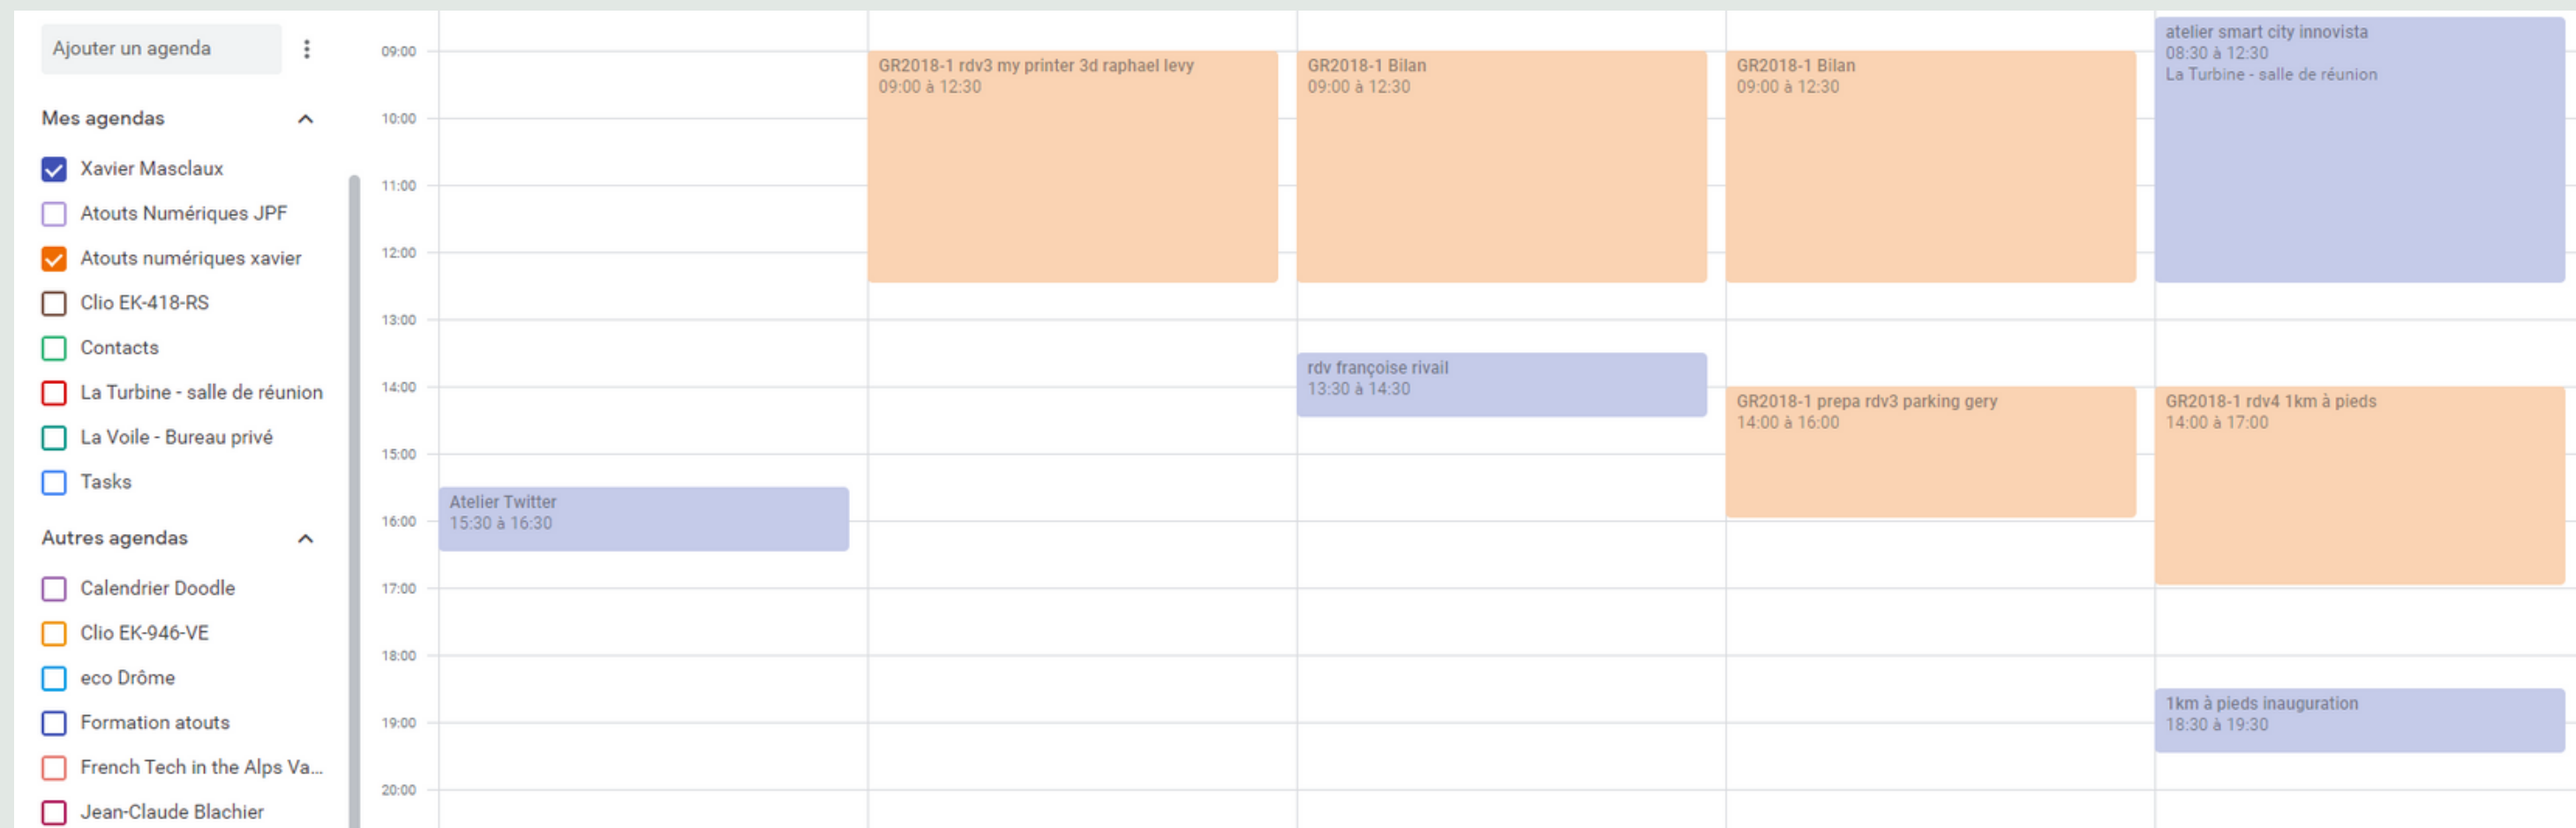 Ajouter un agenda
Mes agendas
Xavier Masclaux
Atouts Numériques JPF
Atouts numériques xavier
Clio EK-418-RS
Contacts
La Turbine - salle de réunion
La Voile - Bureau privé
Tasks
Autres agendas
Calendrier Doodle
Clio EK-946-VE
eco Drôme
Formation atouts
French Tech in the Alps Va...
Jean-Claude Blachier
09:00
10:00
11:00
12:00
13:00
14:00
15:00
16:00
17:00
18:00
19:00
20:00
Atelier Twitter
15:30 à 16:30
GR2018-1 rdv3 my printer 3d raphael levy
09:00 à 12:30
GR2018-1 Bilan
09:00 à 12:30
rdv françoise rivail
13:30 à 14:30
GR2018-1 Bilan
09:00 à 12:30
GR2018-1 prepa rdv3 parking gery
14:00 à 16:00
atelier smart city innovista
08:30 à 12:30
La Turbine - salle de réunion
GR2018-1 rdv4 1km à pieds
14:00 à 17:00
1km à pieds inauguration
18:30 à 19:30